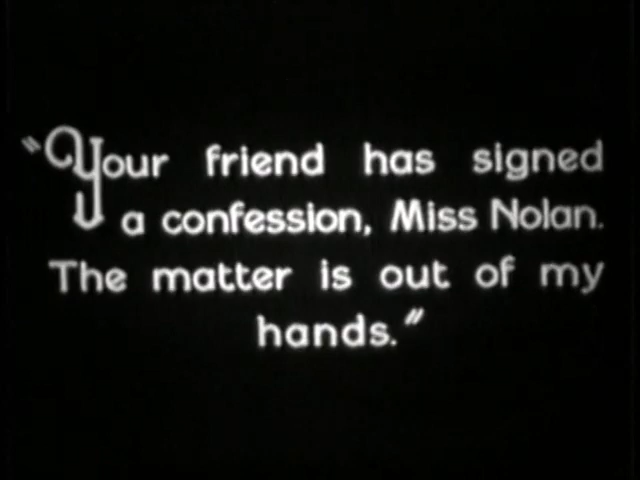 "Your friend has signed
a confession, Miss Nolan.
The matter is out of my
hands."